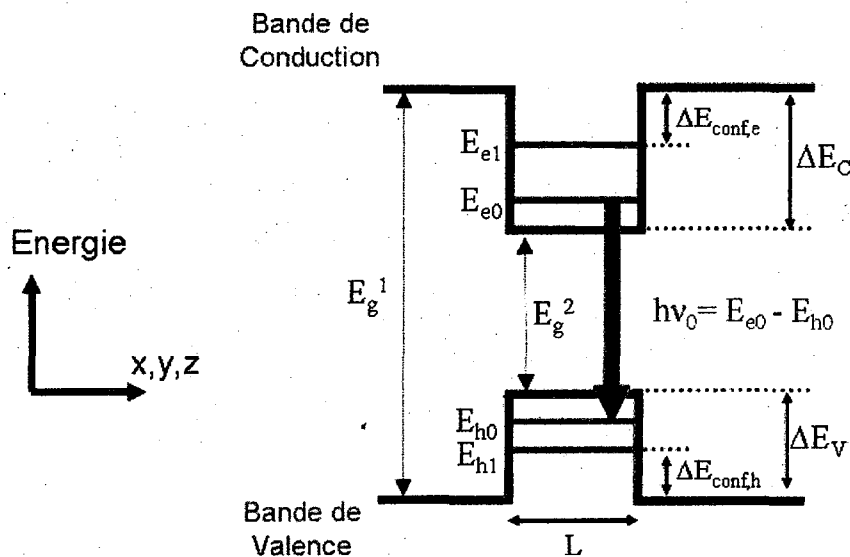 Bande de
Conduction
ΔE_conf,e
E_e1
ΔE_C
E_e0
Energie
E_g^1
E_g^2
hν_0= E_e0 - E_h0
x,y,z
E_h0
ΔE_V
E_h1
ΔE_conf,h
Bande de
Valence
L